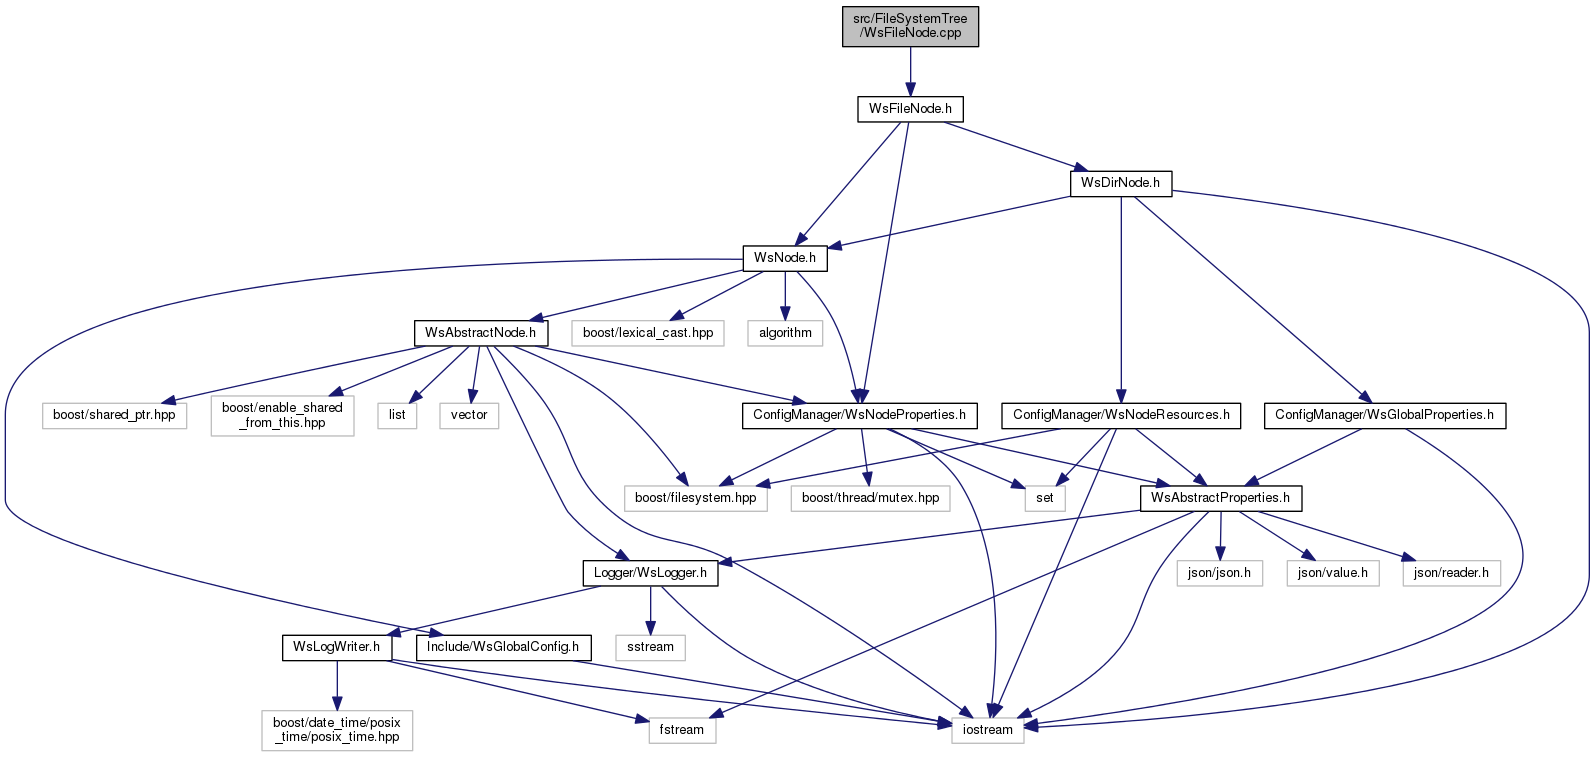 src/FileSystemTree
/WsFileNode.cpp
WsFileNode.h
WsDirNode.h
WsNode.h
WsAbstractNode.h
boost/lexical_cast.hpp
algorithm
boost/shared_ptr.hpp
boost/enable_shared
_from_this.hpp
list
vector
ConfigManager/WsNodeProperties.h
ConfigManager/WsNodeResources.h
ConfigManager/WsGlobalProperties.h
boost/filesystem.hpp
boost/thread/mutex.hpp
set
WsAbstractProperties.h
Logger/WsLogger.h
json/json.h
json/value.h
json/reader.h
WsLogWriter.h
Include/WsGlobalConfig.h
sstream
boost/date_time/posix
_time/posix_time.hpp
fstream
iostream